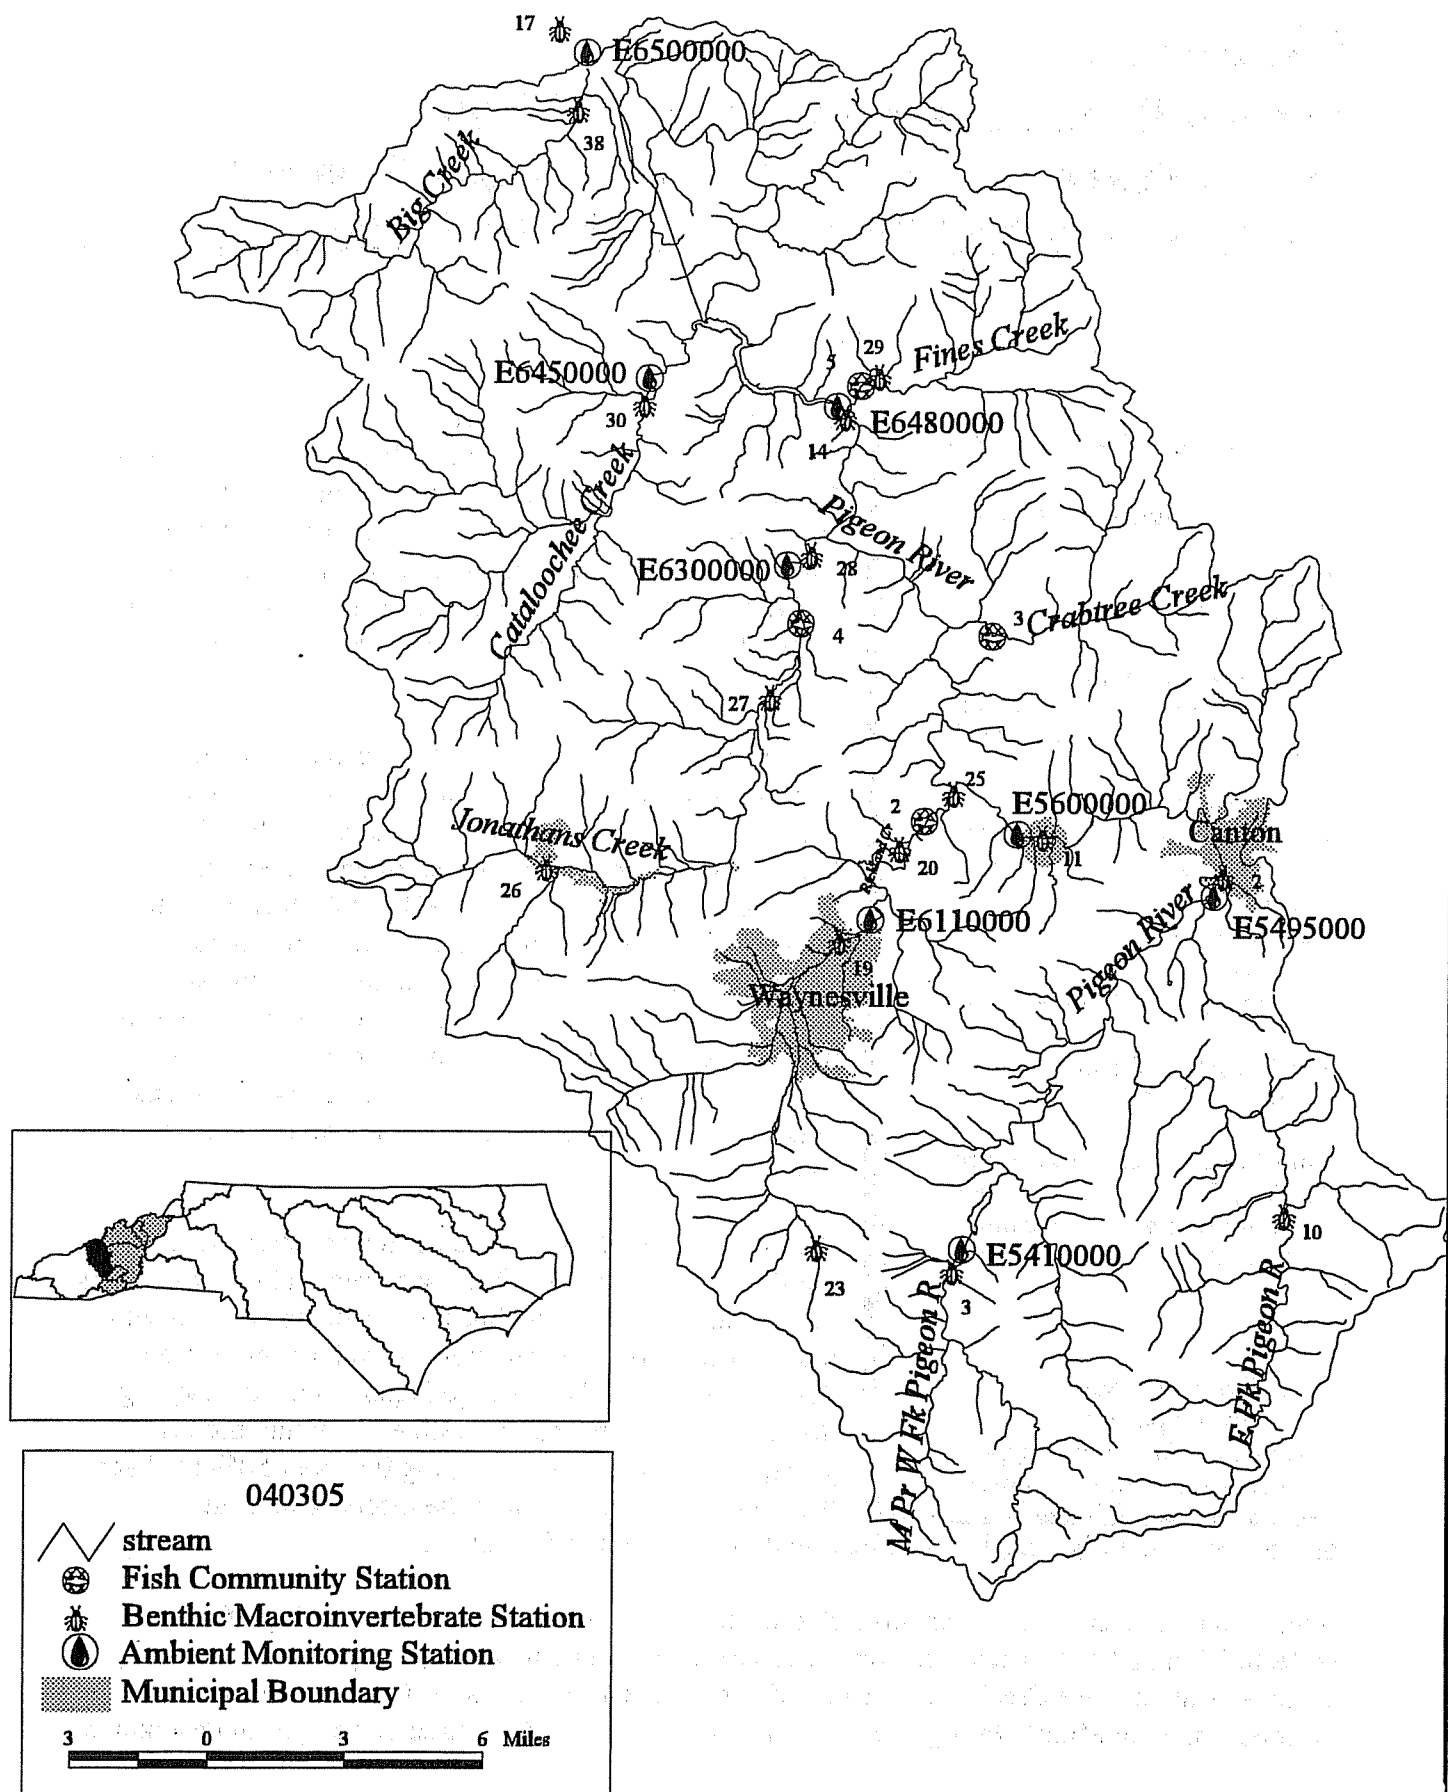 17
E6500000
38
Big Creek
29
Fines Creek
5
E6450000
E6480000
30
14
Cataloochee Creek
Pigeon River
E6300000
28
3
Crabtree Creek
4
27
25
2
E5600000
Jonathans Creek
Canton
11
20
26
2
E6110000
E5495000
Pigeon River
19
Waynesville
10
E5410000
23
3
M Pr W Fk Pigeon R
E Fk Pigeon R
040305
stream
Fish Community Station
Benthic Macroinvertebrate Station
Ambient Monitoring Station
Municipal Boundary
3 0 3 6 Miles